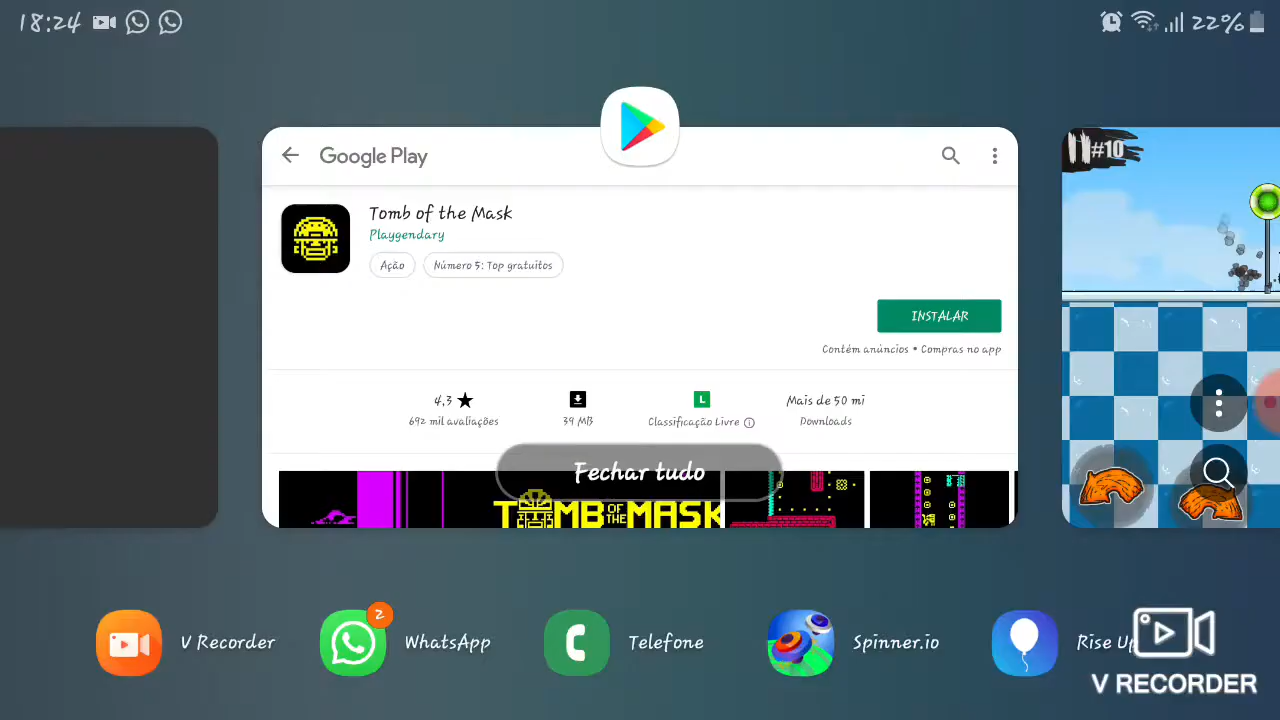 18:24
22%
Google Play
#10
Tomb of the Mask
Playgendary
Ação
Número 5: Top gratuitos
INSTALAR
Contém anúncios • Compras no app
4,3 ★
L
Mais de 50 mi
692 mil avaliações
39 MB
Classificação Livre
Downloads
Fechar tudo
TOMB OF THE MASK
2
V Recorder
WhatsApp
Telefone
Spinner.io
Rise Up
V RECORDER